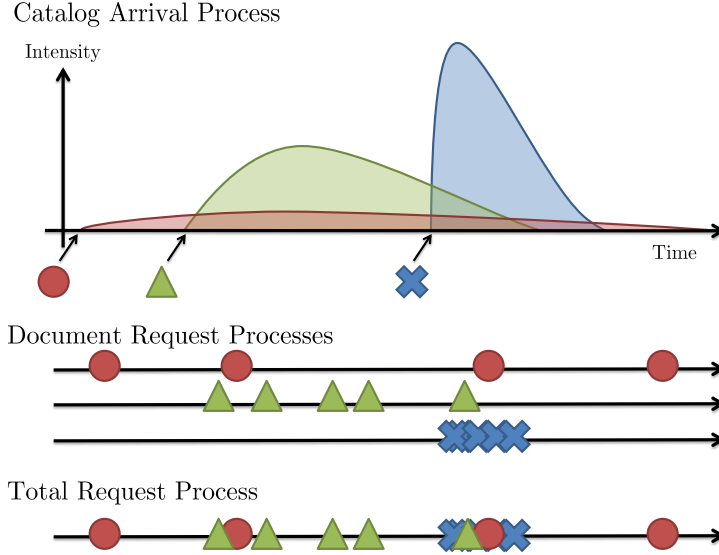 Catalog Arrival Process
Intensity
Time
Document Request Processes
Total Request Process